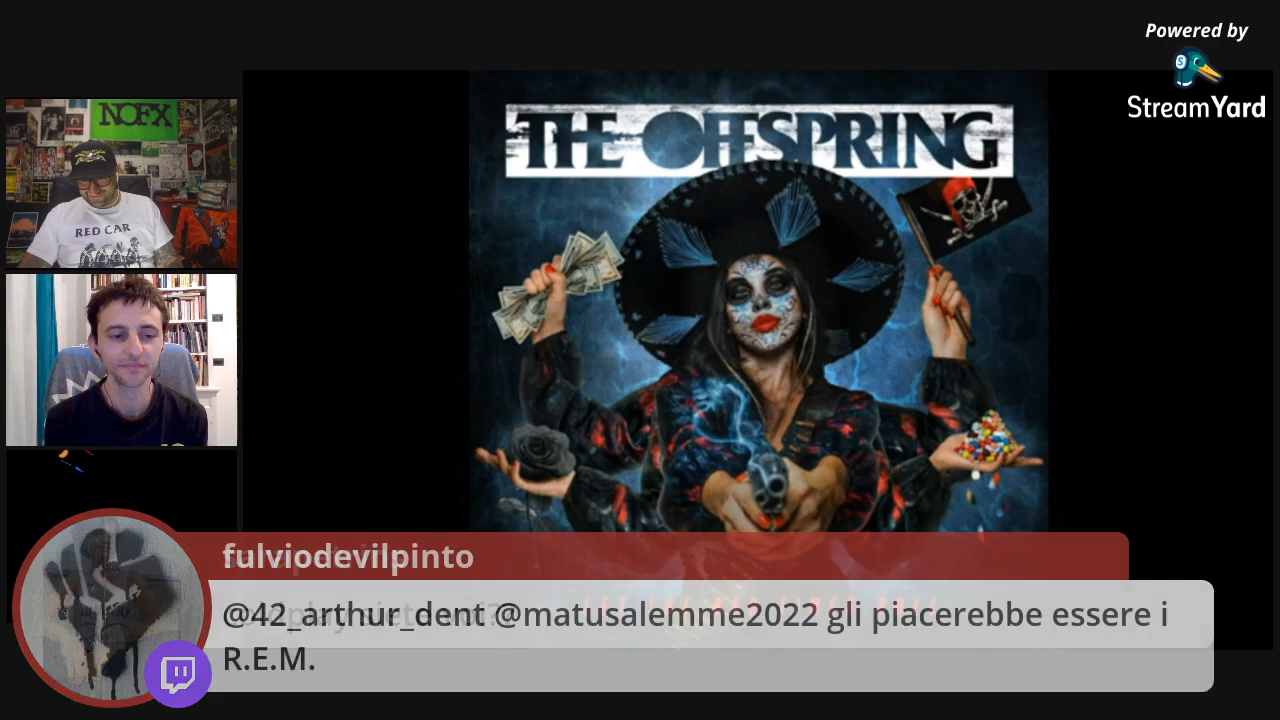 Powered by
StreamYard
NOFX
RED CAR
THE OFFSPRING
fulviodevilpinto
@42_arthur_dent @matusalemme2022 gli piacerebbe essere i
R.E.M.